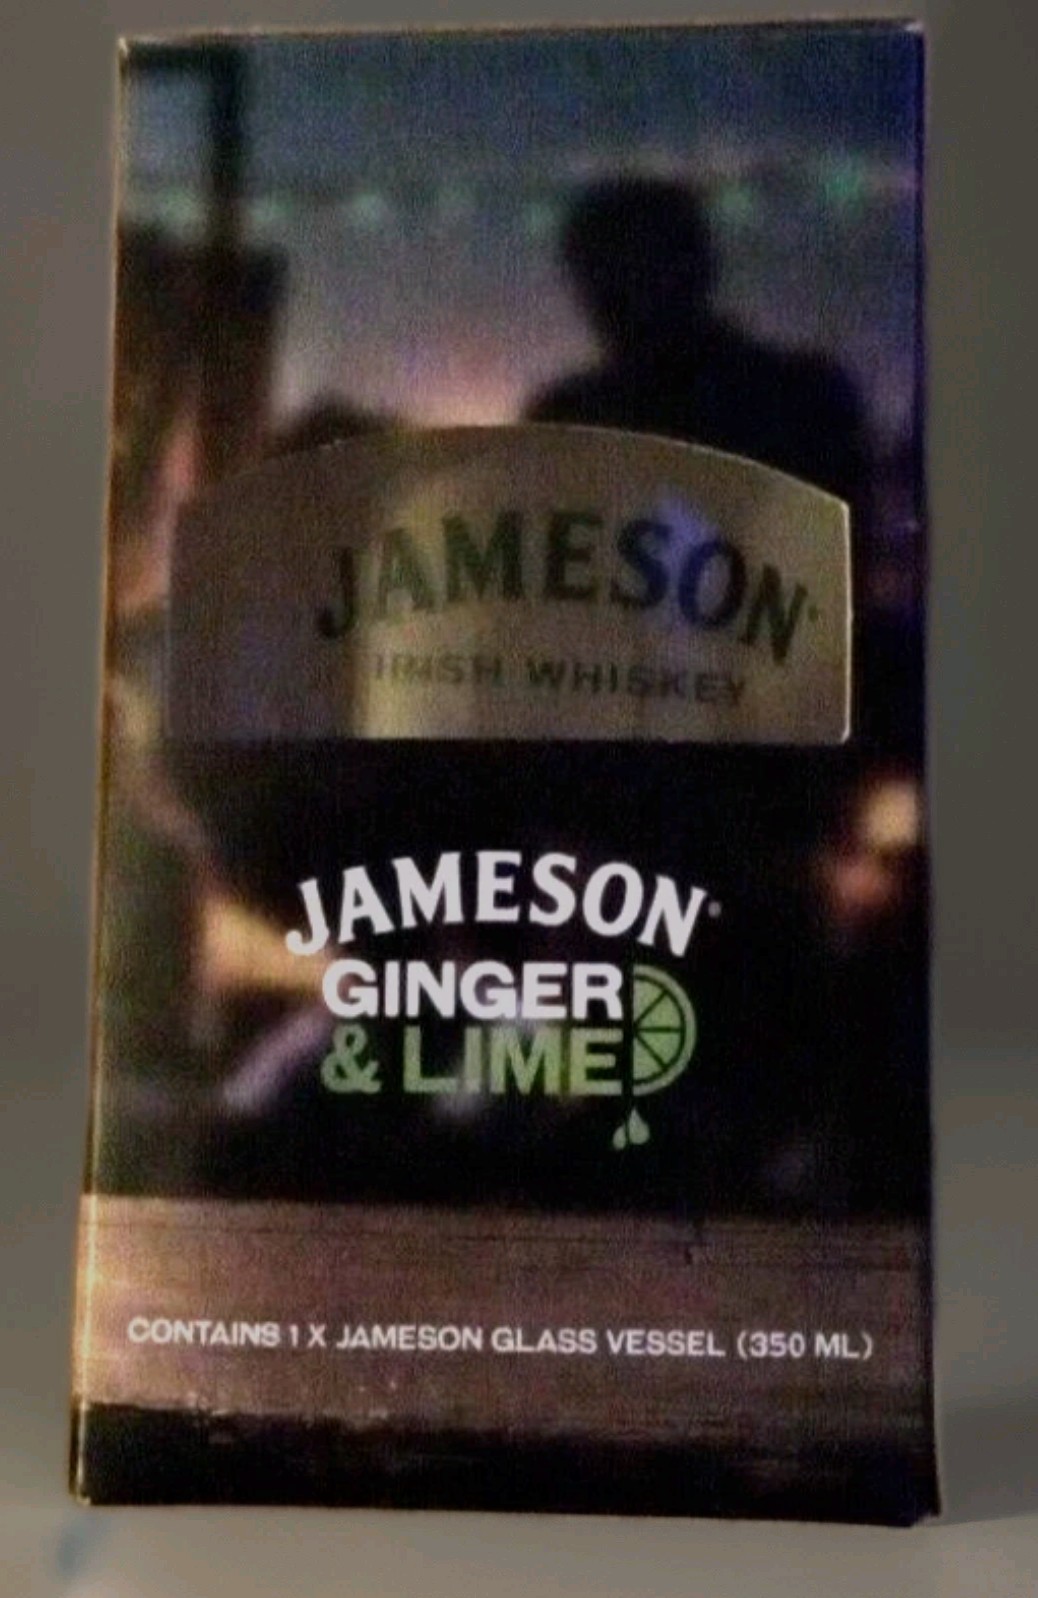 JAMESON
IRISH WHISKEY
JAMESON
GINGER
& LIME
CONTAINS 1 X JAMESON GLASS VESSEL (350 ML)